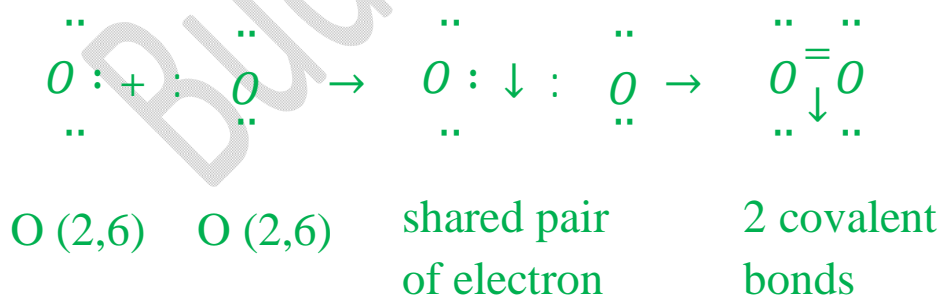 ¨ ¨ ¨ ¨ ¨ ¨
O : + : O → O : ↓ : O → O = O
↓
¨ ¨ ¨ ¨ ¨ ¨
O (2,6) O (2,6) shared pair 2 covalent
of electron bonds